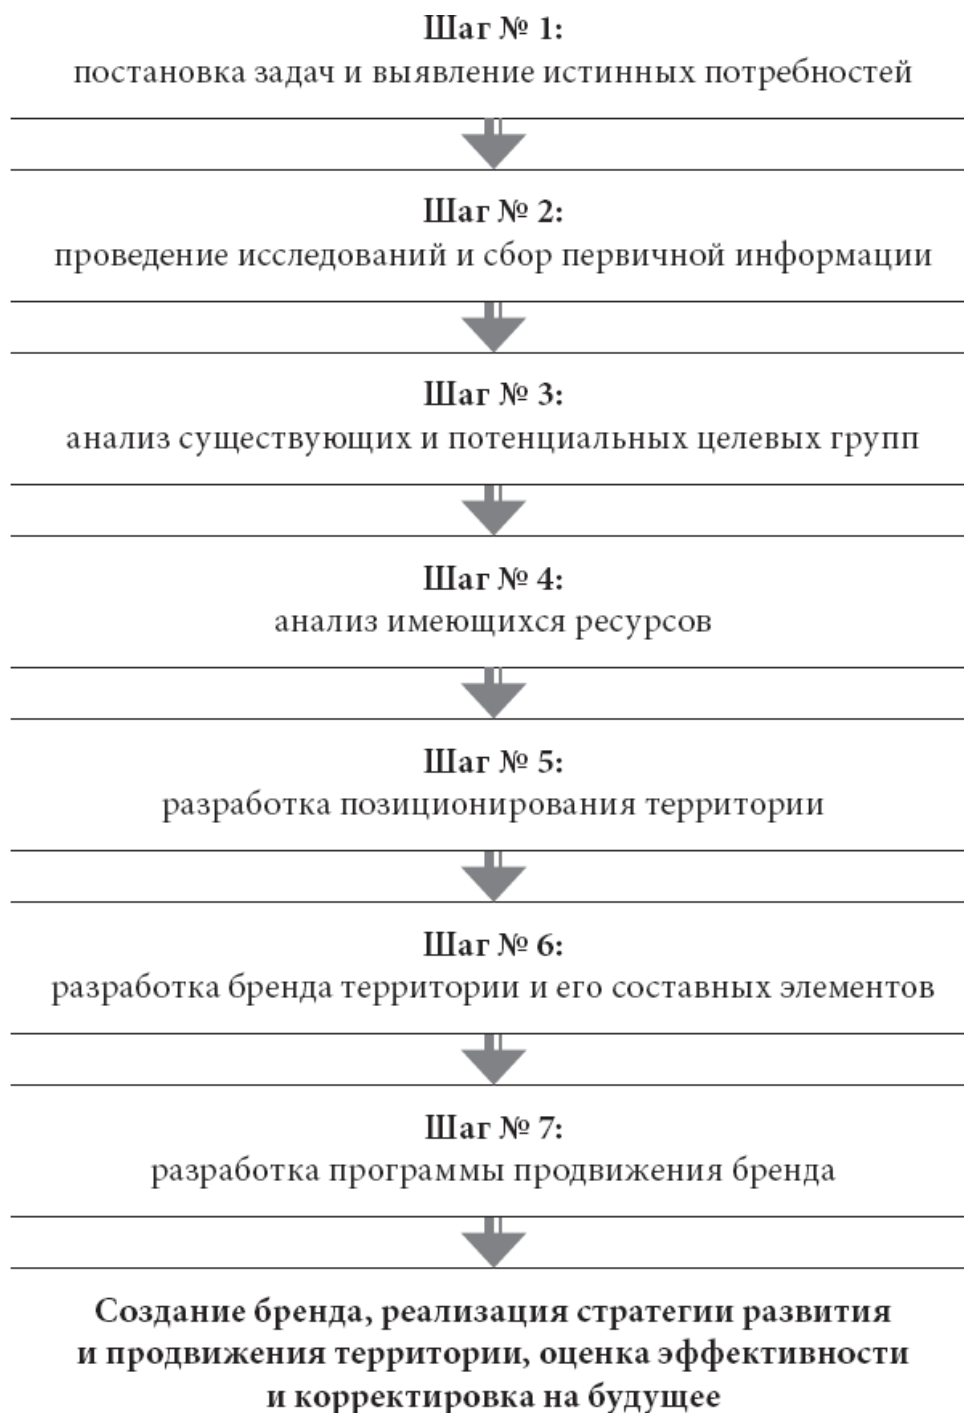 Шаг № 1:
постановка задач и выявление истинных потребностей
Шаг № 2:
проведение исследований и сбор первичной информации
Шаг № 3:
анализ существующих и потенциальных целевых групп
Шаг № 4:
анализ имеющихся ресурсов
Шаг № 5:
разработка позиционирования территории
Шаг № 6:
разработка бренда территории и его составных элементов
Шаг № 7:
разработка программы продвижения бренда
Создание бренда, реализация стратегии развития
и продвижения территории, оценка эффективности
и корректировка на будущее